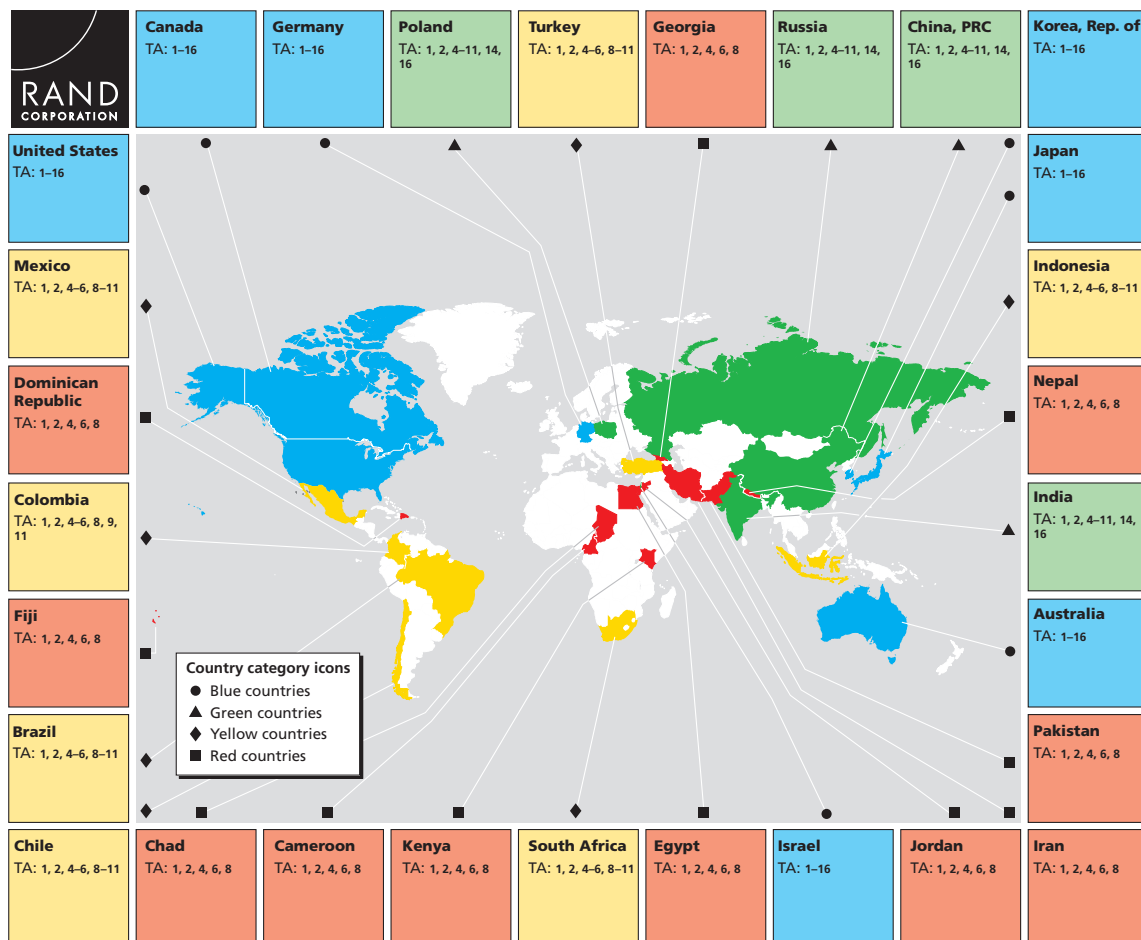 RAND
CORPORATION
Canada
TA: 1–16
Germany
TA: 1–16
Poland
TA: 1, 2, 4–11, 14,
16
Turkey
TA: 1, 2, 4–6, 8–11
Georgia
TA: 1, 2, 4, 6, 8
Russia
TA: 1, 2, 4–11, 14,
16
China, PRC
TA: 1, 2, 4–11, 14,
16
Korea, Rep. of
TA: 1–16
United States
TA: 1–16
Japan
TA: 1–16
Mexico
TA: 1, 2, 4–6, 8–11
Indonesia
TA: 1, 2, 4–6, 8–11
Dominican
Republic
TA: 1, 2, 4, 6, 8
Nepal
TA: 1, 2, 4, 6, 8
Colombia
TA: 1, 2, 4–6, 8, 9,
11
India
TA: 1, 2, 4–11, 14,
16
Fiji
TA: 1, 2, 4, 6, 8
Australia
TA: 1–16
Country category icons
Blue countries
Green countries
Yellow countries
Red countries
Brazil
TA: 1, 2, 4–6, 8–11
Pakistan
TA: 1, 2, 4, 6, 8
Chile
TA: 1, 2, 4–6, 8–11
Chad
TA: 1, 2, 4, 6, 8
Cameroon
TA: 1, 2, 4, 6, 8
Kenya
TA: 1, 2, 4, 6, 8
South Africa
TA: 1, 2, 4–6, 8–11
Egypt
TA: 1, 2, 4, 6, 8
Israel
TA: 1–16
Jordan
TA: 1, 2, 4, 6, 8
Iran
TA: 1, 2, 4, 6, 8